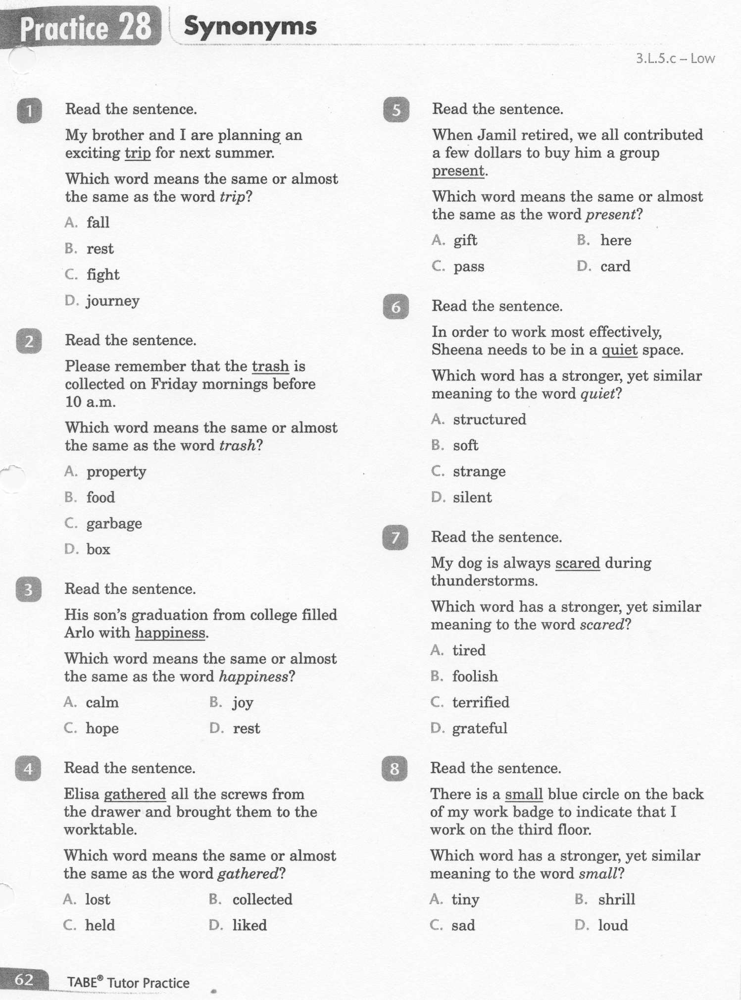 Practice 28 Synonyms
3.L.5.c – Low
1 Read the sentence.
My brother and I are planning an
exciting trip for next summer.
Which word means the same or almost
the same as the word trip?
A. fall
B. rest
C. fight
D. journey
2 Read the sentence.
Please remember that the trash is
collected on Friday mornings before
10 a.m.
Which word means the same or almost
the same as the word trash?
A. property
B. food
C. garbage
D. box
3 Read the sentence.
His son's graduation from college filled
Arlo with happiness.
Which word means the same or almost
the same as the word happiness?
A. calm B. joy
C. hope D. rest
4 Read the sentence.
Elisa gathered all the screws from
the drawer and brought them to the
worktable.
Which word means the same or almost
the same as the word gathered?
A. lost B. collected
C. held D. liked
5 Read the sentence.
When Jamil retired, we all contributed
a few dollars to buy him a group
present.
Which word means the same or almost
the same as the word present?
A. gift B. here
C. pass D. card
6 Read the sentence.
In order to work most effectively,
Sheena needs to be in a quiet space.
Which word has a stronger, yet similar
meaning to the word quiet?
A. structured
B. soft
C. strange
D. silent
7 Read the sentence.
My dog is always scared during
thunderstorms.
Which word has a stronger, yet similar
meaning to the word scared?
A. tired
B. foolish
C. terrified
D. grateful
8 Read the sentence.
There is a small blue circle on the back
of my work badge to indicate that I
work on the third floor.
Which word has a stronger, yet similar
meaning to the word small?
A. tiny B. shrill
C. sad D. loud
62 TABE® Tutor Practice